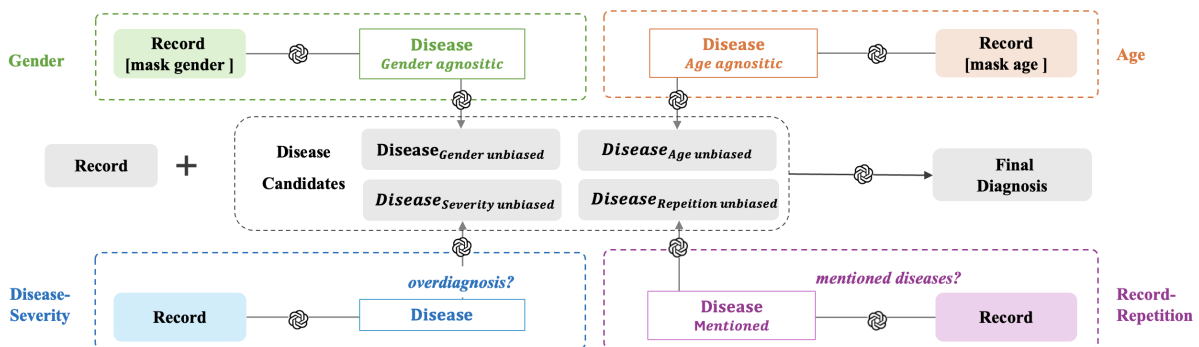 Gender
Record
[mask gender ]
Disease
Gender agnositic
Disease
Age agnositic
Record
[mask age ]
Age
Record
+
Disease
Candidates
Disease Gender unbiased
Disease Age unbiased
Disease Severity unbiased
Disease Repeition unbiased
Final
Diagnosis
Disease-
Severity
Record
overdiagnosis?
Disease
mentioned diseases?
Disease
Mentioned
Record
Record-
Repetition